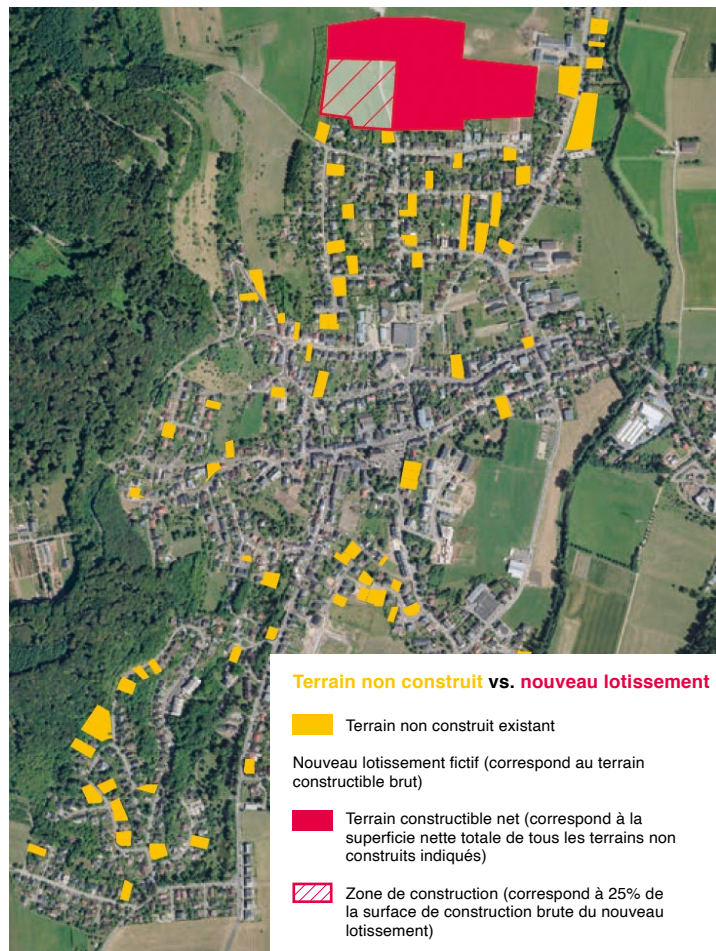 Terrain non construit vs. nouveau lotissement
Terrain non construit existant
Nouveau lotissement fictif (correspond au terrain
constructible brut)
Terrain constructible net (correspond à la
superficie nette totale de tous les terrains non
construits indiqués)
Zone de construction (correspond à 25% de
la surface de construction brute du nouveau
lotissement)